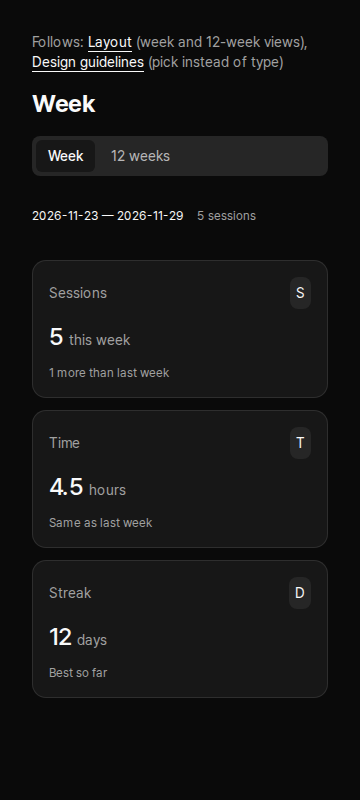 Follows: Layout (week and 12-week views),
Design guidelines (pick instead of type)
Week
Week 12 weeks
2026-11-23 — 2026-11-29 5 sessions
Sessions S
5 this week
1 more than last week
Time T
4.5 hours
Same as last week
Streak D
12 days
Best so far